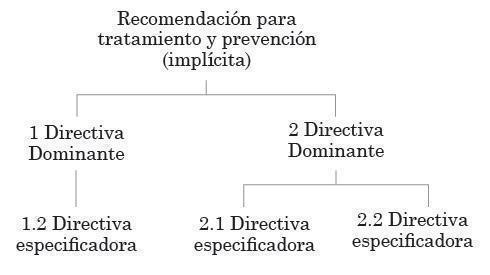 Recomendación para
tratamiento y prevención
(implícita)
1 Directiva
Dominante
2 Directiva
Dominante
1.2 Directiva
especificadora
2.1 Directiva
especificadora
2.2 Directiva
especificadora